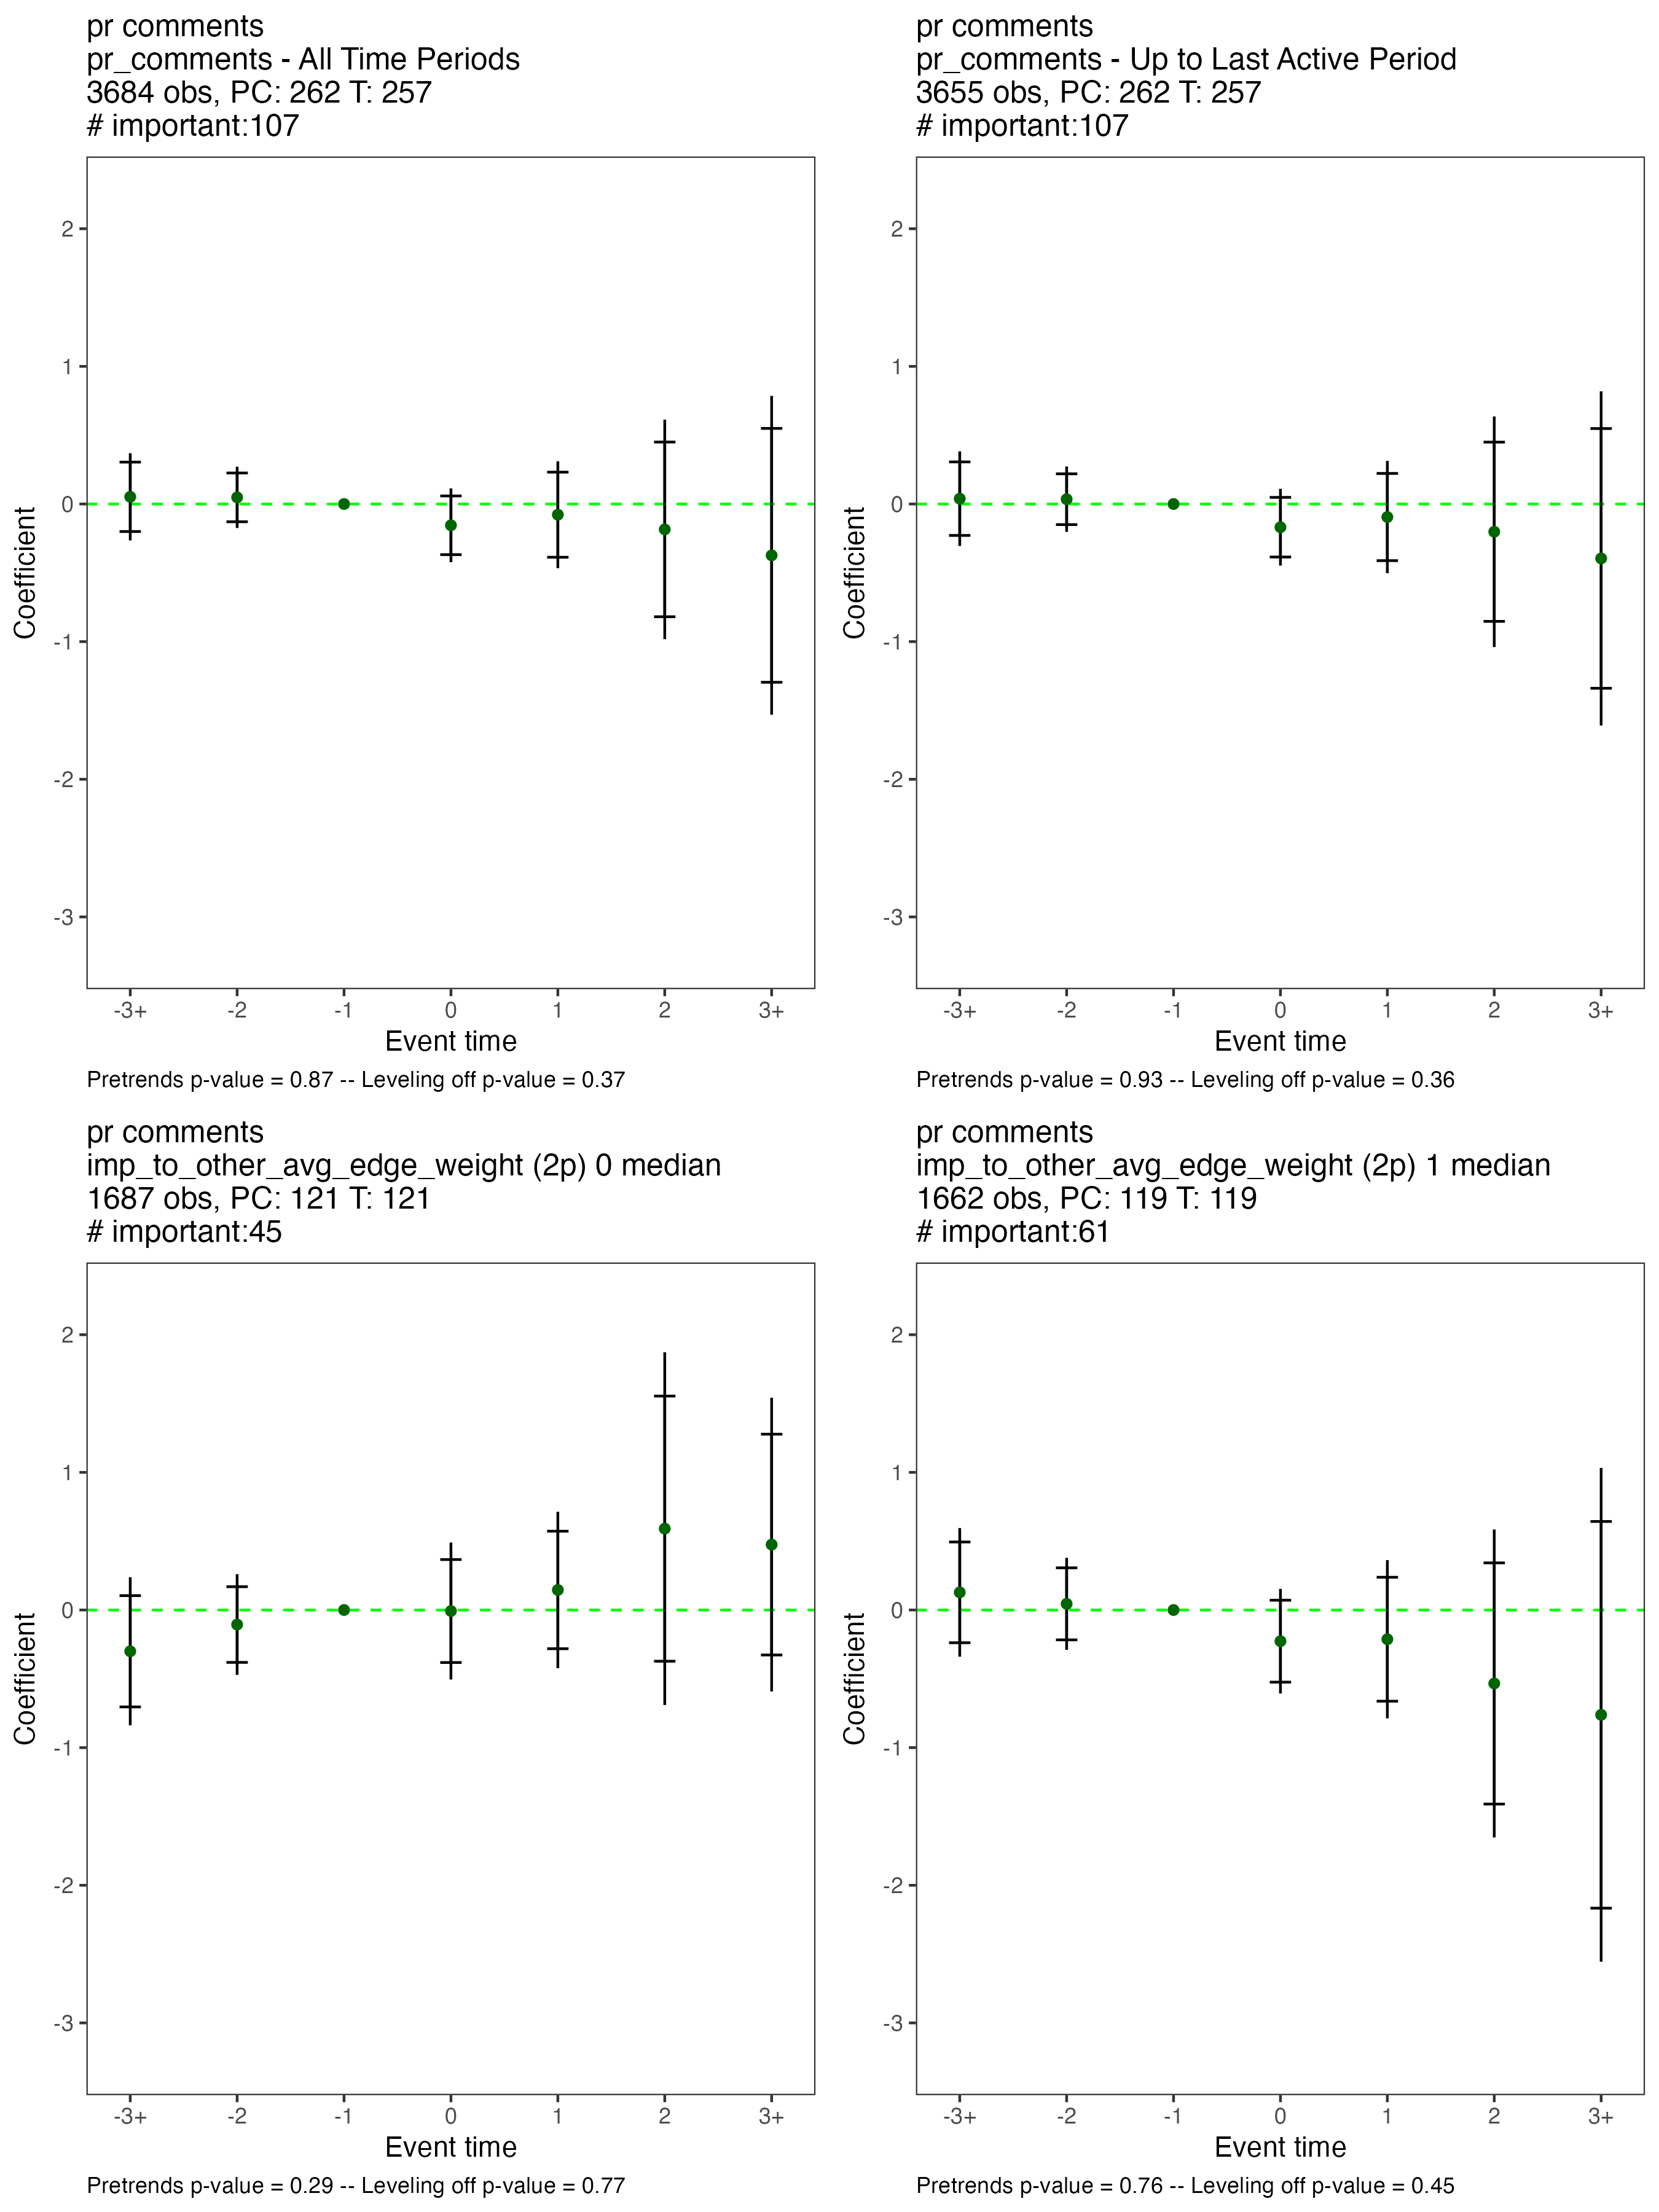 pr comments
pr_comments - All Time Periods
3684 obs, PC: 262 T: 257
# important:107
2
1
0
-1
-2
-3
Coefficient
-3+ -2 -1 0 1 2 3+
Event time
Pretrends p-value = 0.87 -- Leveling off p-value = 0.37
pr comments
pr_comments - Up to Last Active Period
3655 obs, PC: 262 T: 257
# important:107
2
1
0
-1
-2
-3
Coefficient
-3+ -2 -1 0 1 2 3+
Event time
Pretrends p-value = 0.93 -- Leveling off p-value = 0.36
pr comments
imp_to_other_avg_edge_weight (2p) 0 median
1687 obs, PC: 121 T: 121
# important:45
2
1
0
-1
-2
-3
Coefficient
-3+ -2 -1 0 1 2 3+
Event time
Pretrends p-value = 0.29 -- Leveling off p-value = 0.77
pr comments
imp_to_other_avg_edge_weight (2p) 1 median
1662 obs, PC: 119 T: 119
# important:61
2
1
0
-1
-2
-3
Coefficient
-3+ -2 -1 0 1 2 3+
Event time
Pretrends p-value = 0.76 -- Leveling off p-value = 0.45